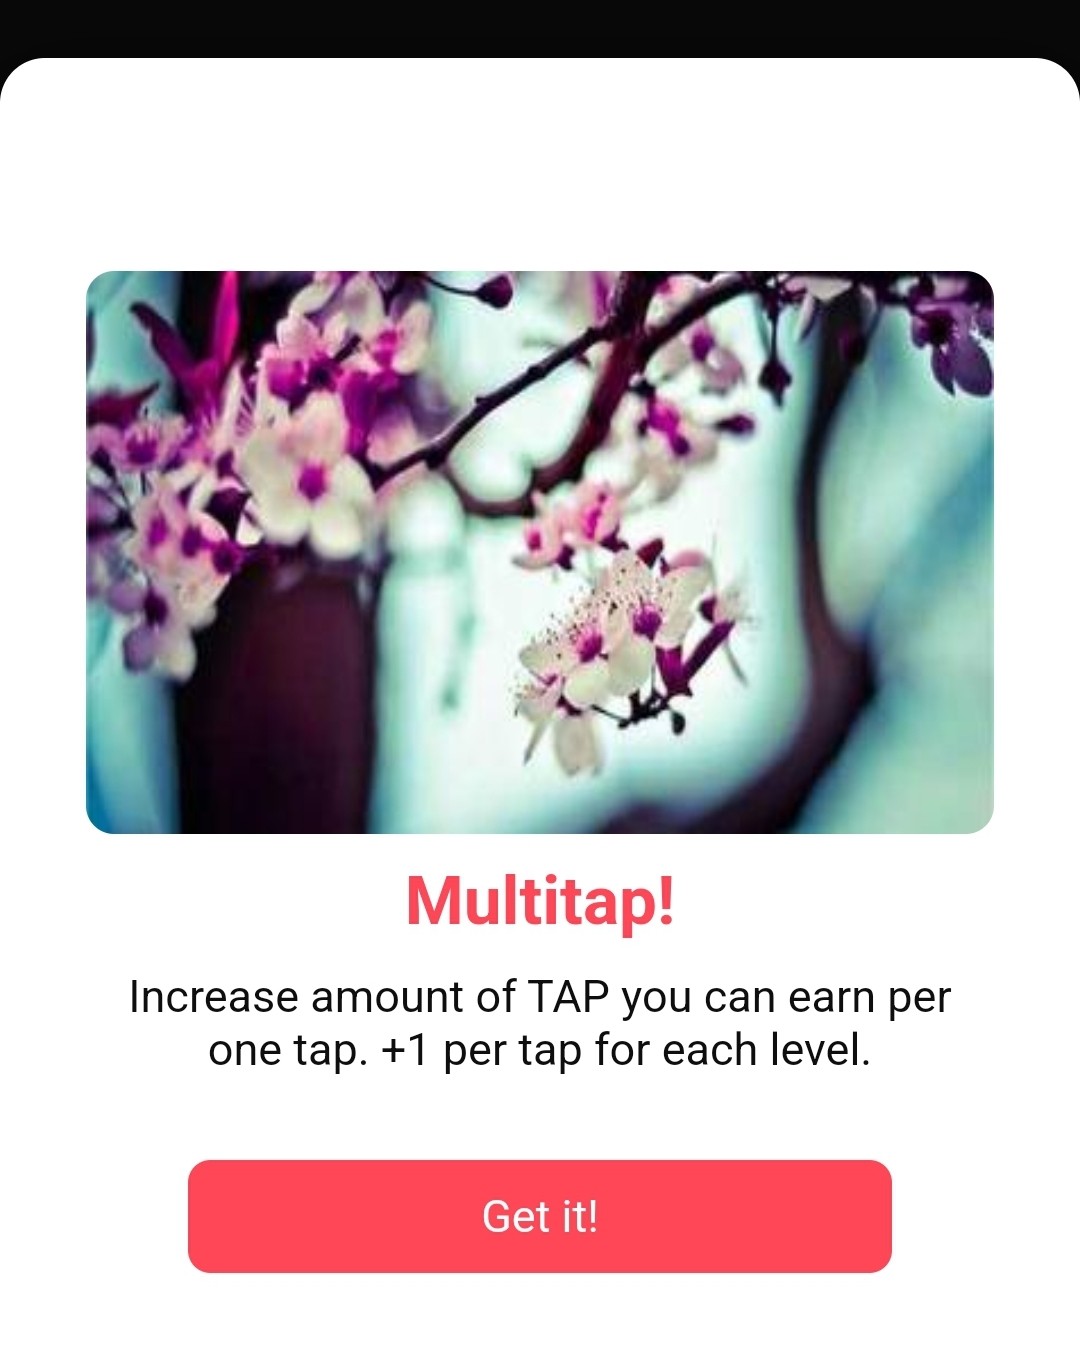 Multitap!
Increase amount of TAP you can earn per
one tap. +1 per tap for each level.
Get it!